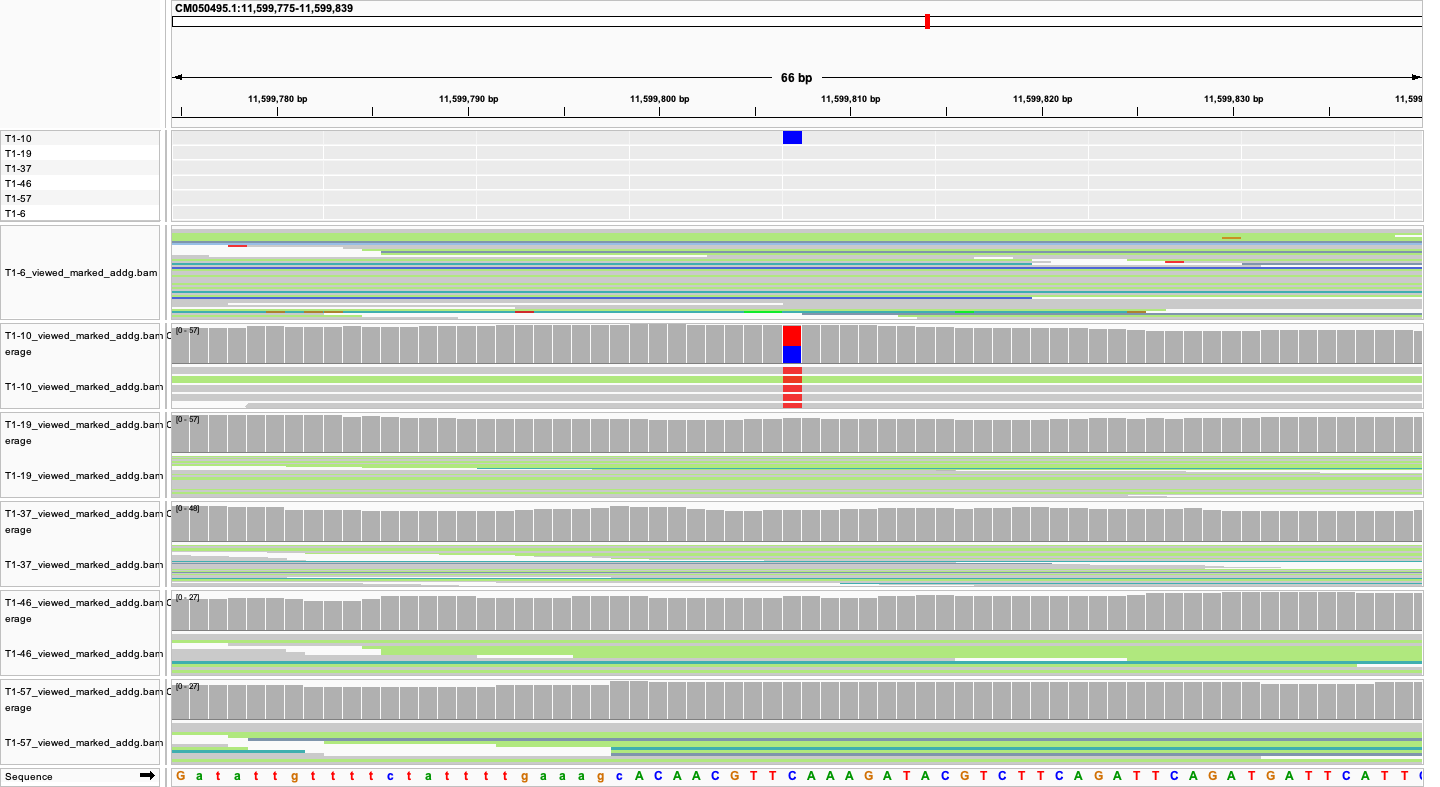 CM050495.1:11,599,775-11,599,839
66 bp
11,599,780 bp 11,599,790 bp 11,599,800 bp 11,599,810 bp 11,599,820 bp 11,599,830 bp 11,599
T1-10
T1-19
T1-37
T1-46
T1-57
T1-6
T1-6_viewed_marked_addg.bam
T1-10_viewed_marked_addg.bam C [0 - 57]
erage
T1-10_viewed_marked_addg.bam
T1-19_viewed_marked_addg.bam C [0 - 57]
erage
T1-19_viewed_marked_addg.bam
T1-37_viewed_marked_addg.bam C [0 - 48]
erage
T1-37_viewed_marked_addg.bam
T1-46_viewed_marked_addg.bam C [0 - 27]
erage
T1-46_viewed_marked_addg.bam
T1-57_viewed_marked_addg.bam C [0 - 27]
erage
T1-57_viewed_marked_addg.bam
Sequence G a t a t t g t t t t c t a t t t t g a a a g c A C A A C G T T C A A A G A T A C G T C T T C A G A T T C A G A T G A T T C A T T C